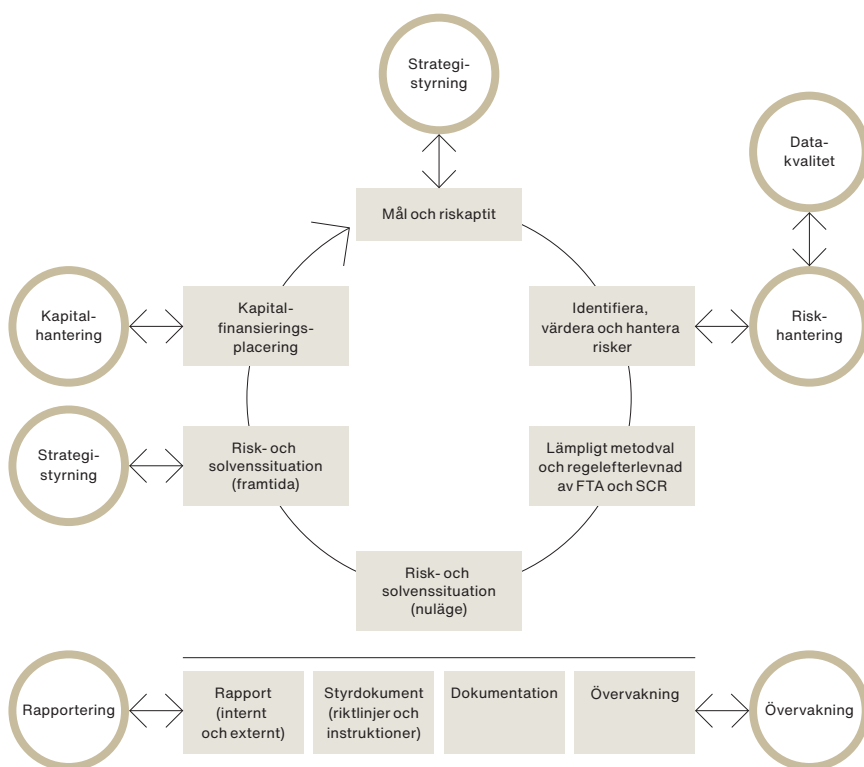 Strategi-
styrning
Data-
kvalitet
Mål och riskaptit
Kapital-
hantering
Kapital-
finansierings-
placering
Identifiera,
värdera och hantera
risker
Risk-
hantering
Strategi-
styrning
Risk- och
solvenssituation
(framtida)
Lämpligt metodval
och regelefterlevnad
av FTA och SCR
Risk- och
solvenssituation
(nuläge)
Rapportering
Rapport
(internt
och externt)
Styrdokument
(riktlinjer och
instruktioner)
Dokumentation
Övervakning
Övervakning